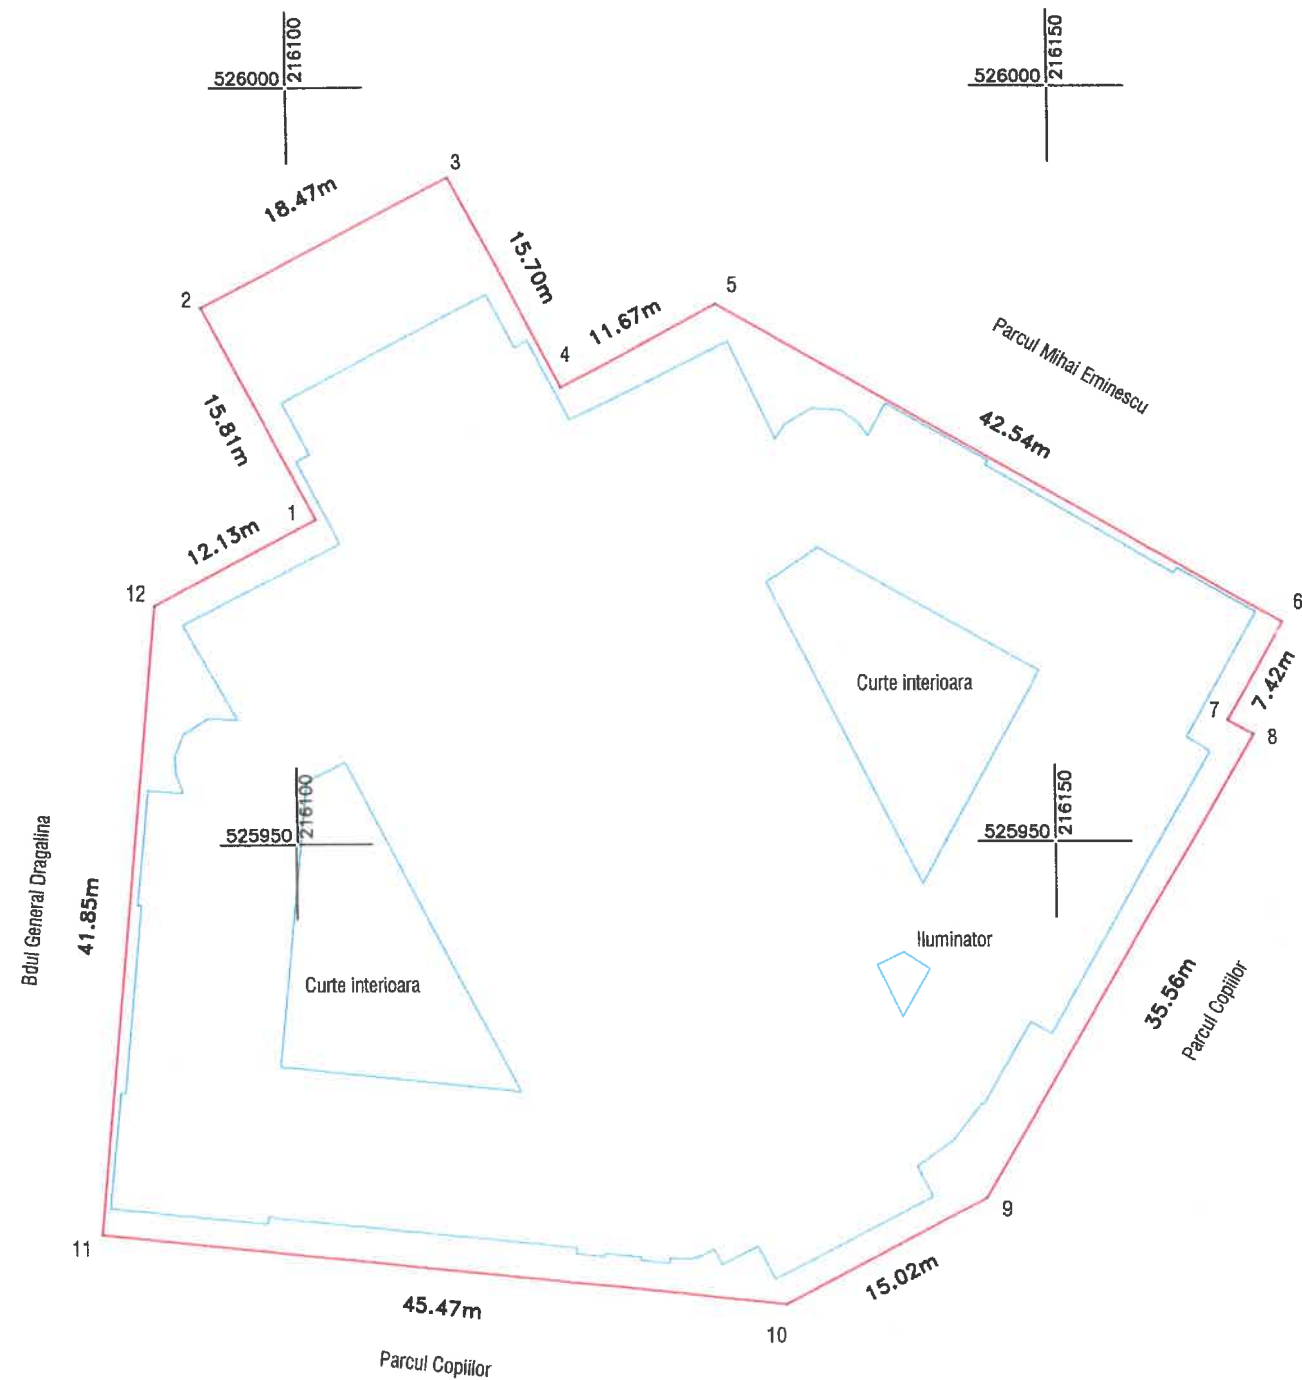 216100
526000
216150
526000
3
18.47m
15.70m
2
5
11.67m
4
Parcul Mihai Eminescu
15.81m
42.54m
1
12.13m
12
6
7.42m
Curte interioara
7
8
216100
525950
216150
525950
Bdul General Dragalina
41.85m
Iluminator
Curte interioara
35.56m
Parcul Copiilor
9
11
15.02m
45.47m
10
Parcul Copiilor